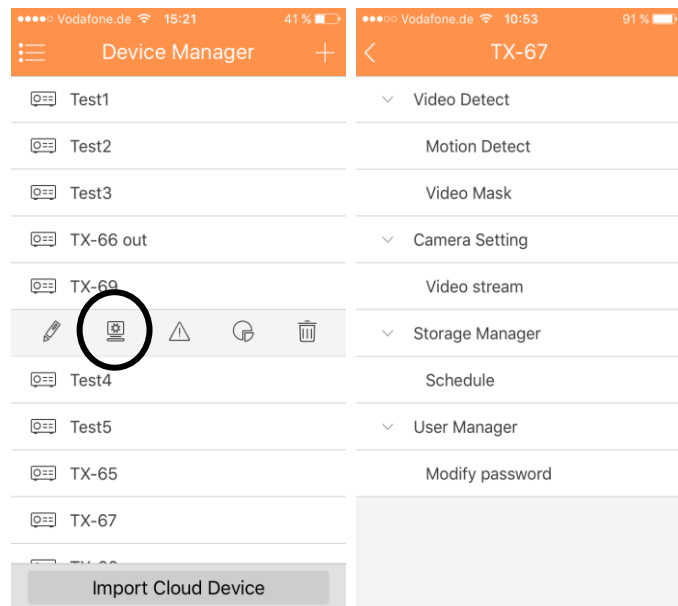 Vodafone.de 15:21 41 %
Device Manager
Test1
Test2
Test3
TX-66 out
TX-69
Test4
Test5
TX-65
TX-67
Import Cloud Device
Vodafone.de 10:53 91 %
TX-67
Video Detect
Motion Detect
Video Mask
Camera Setting
Video stream
Storage Manager
Schedule
User Manager
Modify password